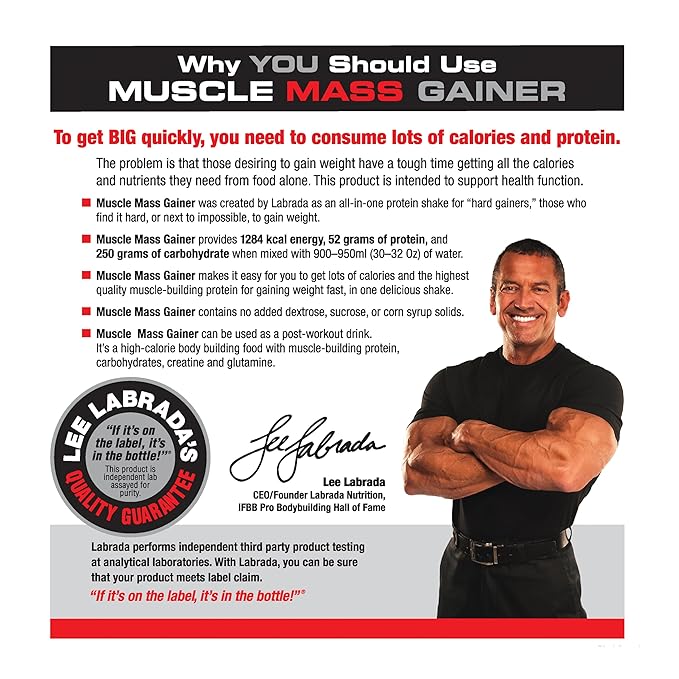 Why YOU Should Use
MUSCLE MASS GAINER
To get BIG quickly, you need to consume lots of calories and protein.
The problem is that those desiring to gain weight have a tough time getting all the calories
and nutrients they need from food alone. This product is intended to support health function.
Muscle Mass Gainer was created by Labrada as an all-in-one protein shake for “hard gainers,” those who
find it hard, or next to impossible, to gain weight.
Muscle Mass Gainer provides 1284 kcal energy, 52 grams of protein, and
250 grams of carbohydrate when mixed with 900–950ml (30–32 Oz) of water.
Muscle Mass Gainer makes it easy for you to get lots of calories and the highest
quality muscle-building protein for gaining weight fast, in one delicious shake.
Muscle Mass Gainer contains no added dextrose, sucrose, or corn syrup solids.
Muscle Mass Gainer can be used as a post-workout drink.
It’s a high-calorie body building food with muscle-building protein,
carbohydrates, creatine and glutamine.
LEE LABRADA’S
“If it’s on
the label, it’s
in the bottle!”®
This product is
independent lab
assayed for
purity.
QUALITY GUARANTEE
Lee Labrada
Lee Labrada
CEO/Founder Labrada Nutrition,
IFBB Pro Bodybuilding Hall of Fame
Labrada performs independent third party product testing
at analytical laboratories. With Labrada, you can be sure
that your product meets label claim.
“If it’s on the label, it’s in the bottle!”®